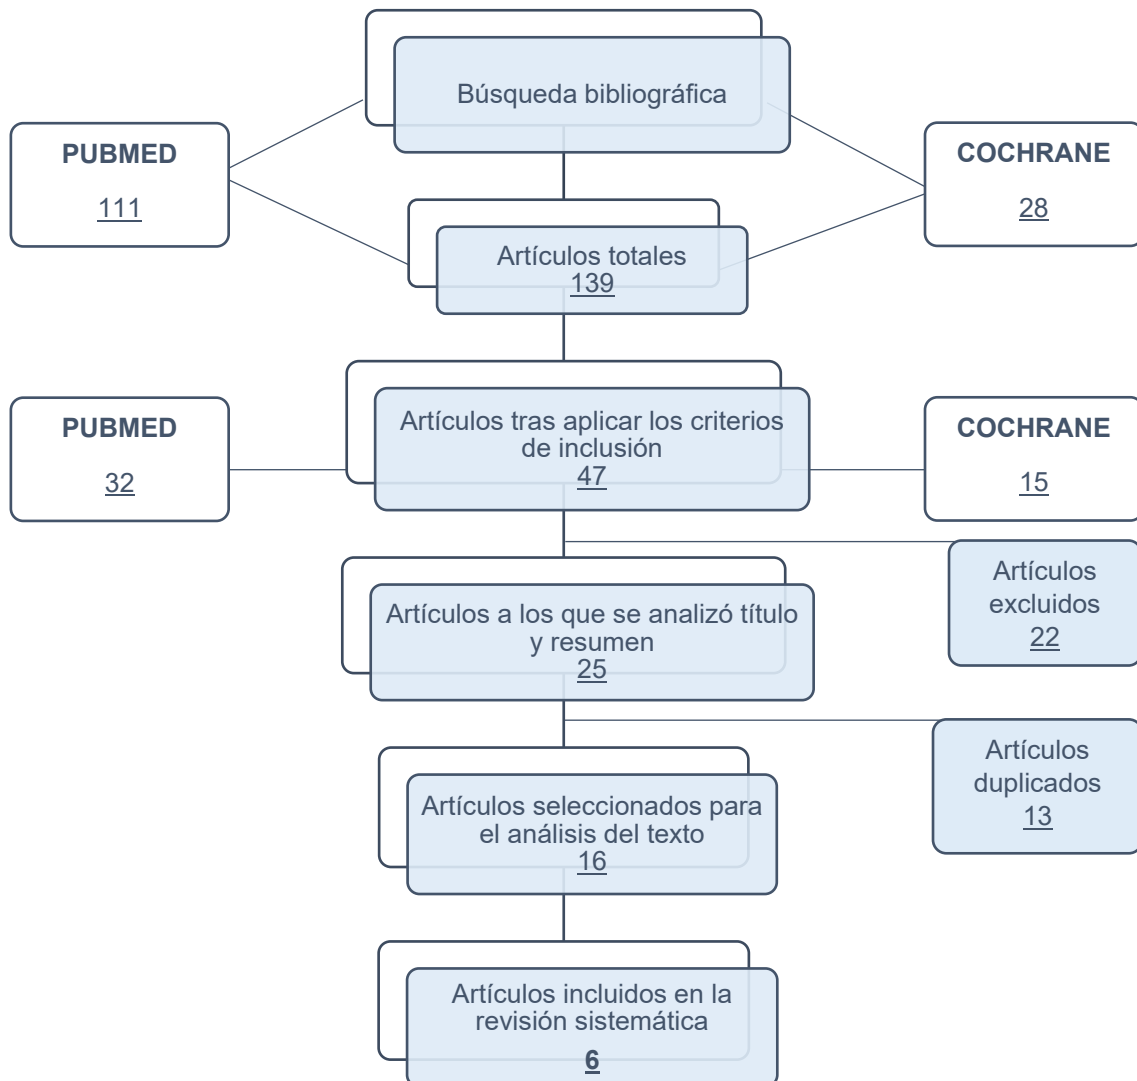 Búsqueda bibliográfica
PUBMED
111
COCHRANE
28
Artículos totales
139
PUBMED
32
Artículos tras aplicar los criterios
de inclusión
47
COCHRANE
15
Artículos
excluidos
22
Artículos a los que se analizó título
y resumen
25
Artículos
duplicados
13
Artículos seleccionados para
el análisis del texto
16
Artículos incluidos en la
revisión sistemática
6